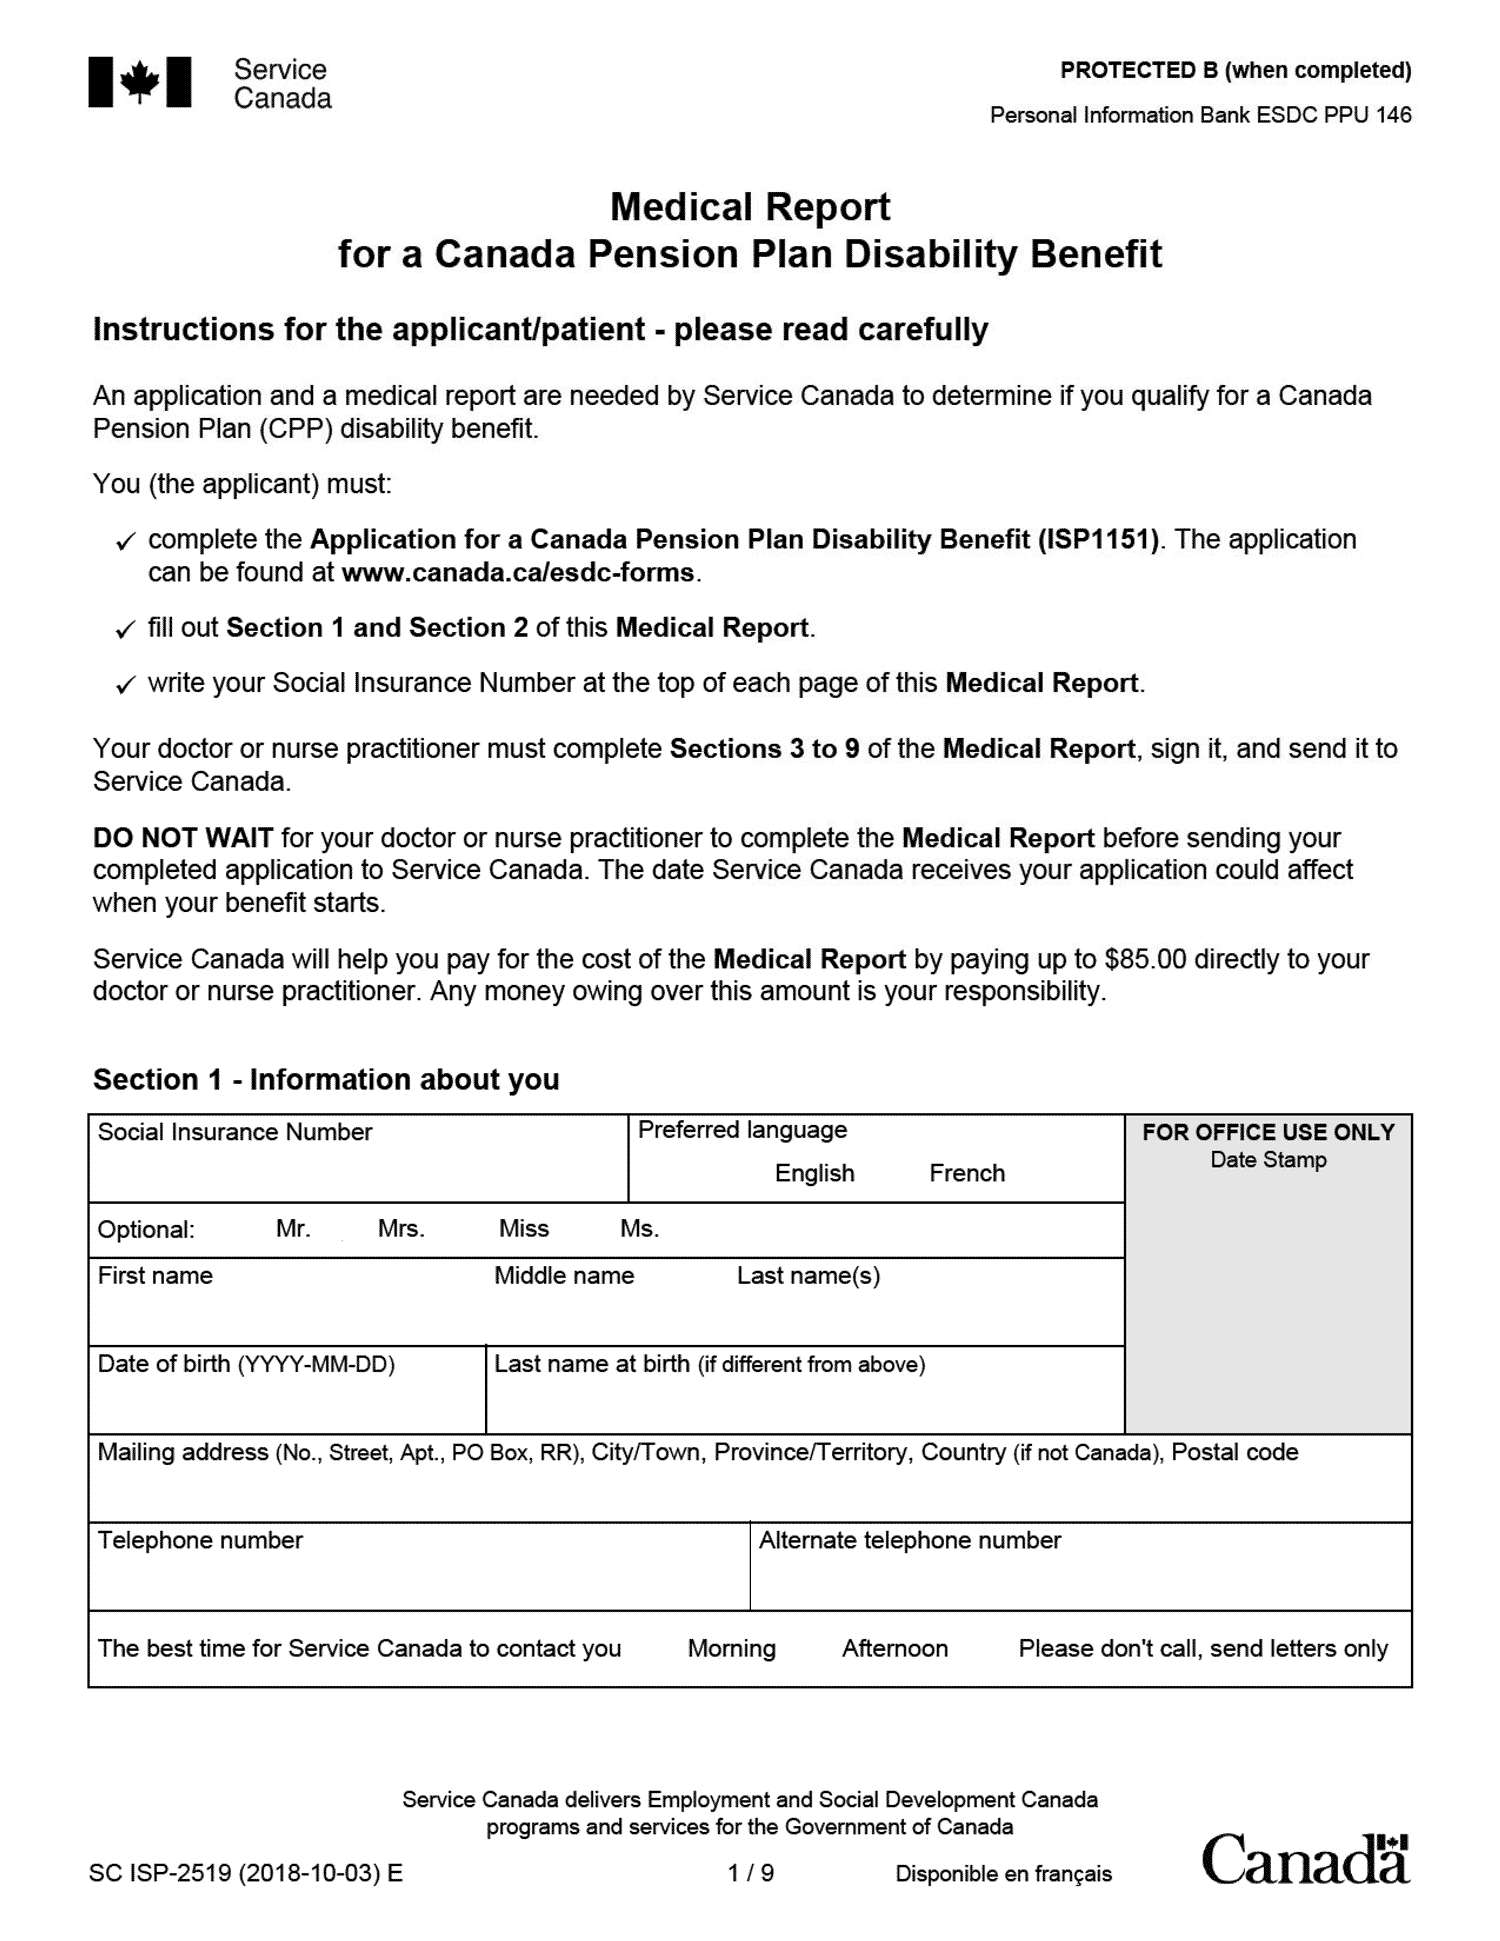 Service
Canada
PROTECTED B (when completed)
Personal Information Bank ESDC PPU 146
Medical Report
for a Canada Pension Plan Disability Benefit
Instructions for the applicant/patient - please read carefully
An application and a medical report are needed by Service Canada to determine if you qualify for a Canada
Pension Plan (CPP) disability benefit.
You (the applicant) must:
✓ complete the Application for a Canada Pension Plan Disability Benefit (ISP1151). The application
can be found at www.canada.ca/esdc-forms.
✓ fill out Section 1 and Section 2 of this Medical Report.
✓ write your Social Insurance Number at the top of each page of this Medical Report.
Your doctor or nurse practitioner must complete Sections 3 to 9 of the Medical Report, sign it, and send it to
Service Canada.
DO NOT WAIT for your doctor or nurse practitioner to complete the Medical Report before sending your
completed application to Service Canada. The date Service Canada receives your application could affect
when your benefit starts.
Service Canada will help you pay for the cost of the Medical Report by paying up to $85.00 directly to your
doctor or nurse practitioner. Any money owing over this amount is your responsibility.
Section 1 - Information about you
Social Insurance Number
Preferred language
English French
FOR OFFICE USE ONLY
Date Stamp
Optional: Mr. Mrs. Miss Ms.
First name Middle name Last name(s)
Date of birth (YYYY-MM-DD) Last name at birth (if different from above)
Mailing address (No., Street, Apt., PO Box, RR), City/Town, Province/Territory, Country (if not Canada), Postal code
Telephone number Alternate telephone number
The best time for Service Canada to contact you Morning Afternoon Please don't call, send letters only
Service Canada delivers Employment and Social Development Canada
programs and services for the Government of Canada
SC ISP-2519 (2018-10-03) E 1 / 9 Disponible en français Canada